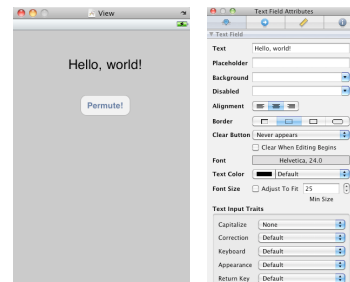 View
Hello, world!
Permute!
Text Field Attributes
Text Field
Text Hello, world!
Placeholder
Background
Disabled
Alignment
Border
Clear Button Never appears
Clear When Editing Begins
Font Helvetica, 24.0
Text Color Default
Font Size Adjust To Fit 25
Min Size
Text Input Traits
Capitalize None
Correction Default
Keyboard Default
Appearance Default
Return Key Default